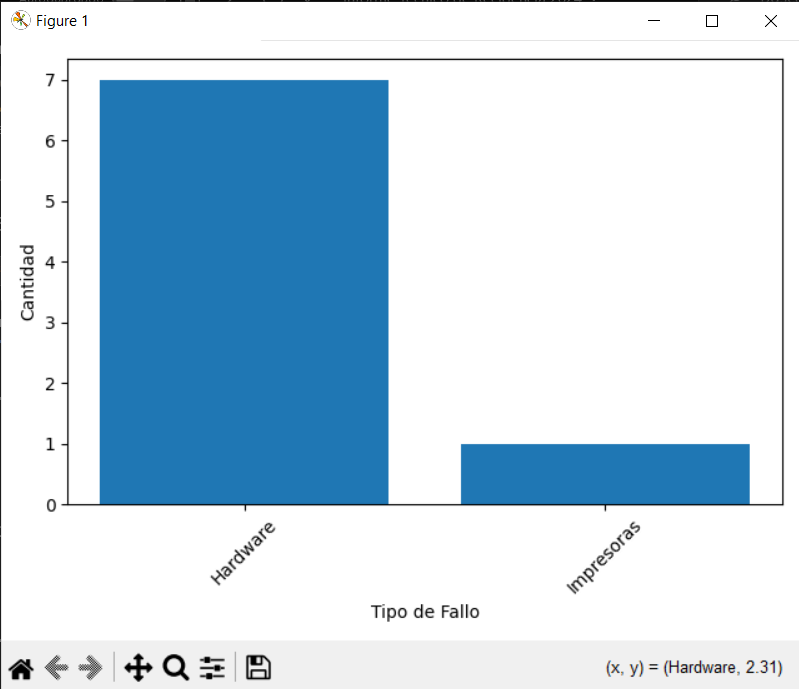 Figure 1
7
6
5
4
3
2
1
0
Cantidad
Hardware
Impresoras
Tipo de Fallo
(x, y) = (Hardware, 2.31)